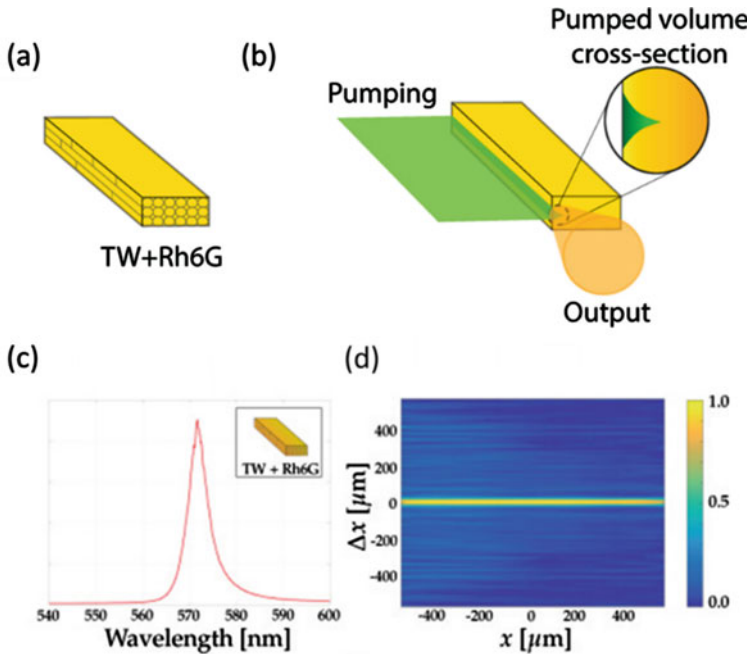 (a)
TW+Rh6G
(b)
Pumping
Pumped volume
cross-section
Output
(c)
TW + Rh6G
540 550 560 570 580 590 600
Wavelength [nm]
(d)
Δx [μm]
400
200
0
-200
-400
-400 -200 0 200 400
x [μm]
1.0
0.5
0.0